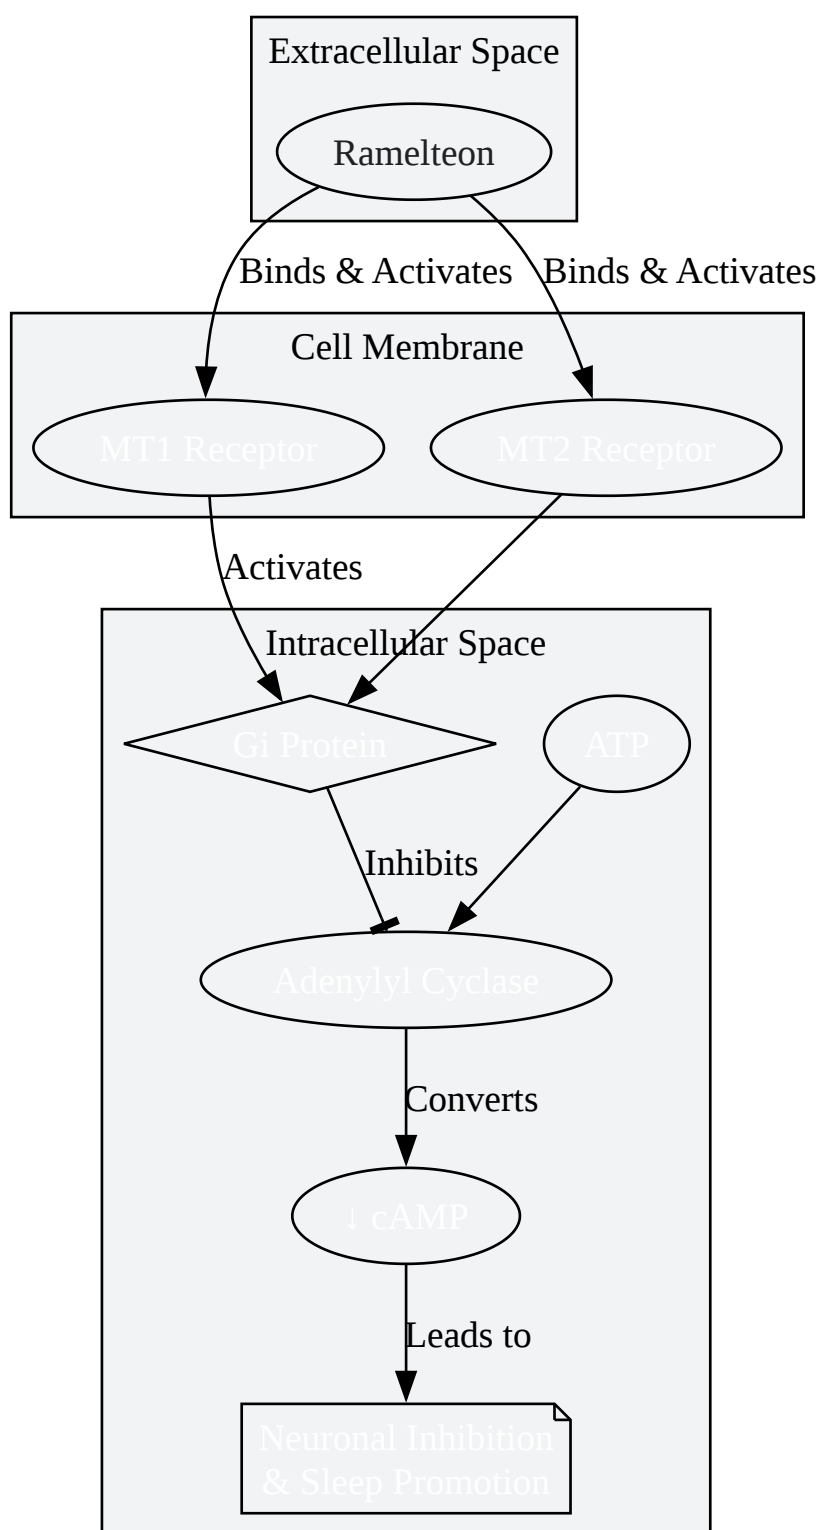 Extracellular Space
Ramelteon
Binds & Activates
Binds & Activates
Cell Membrane
MT1 Receptor
MT2 Receptor
Activates
Intracellular Space
Gi Protein
ATP
Inhibits
Adenylyl Cyclase
Converts
↓ cAMP
Leads to
Neuronal Inhibition
& Sleep Promotion